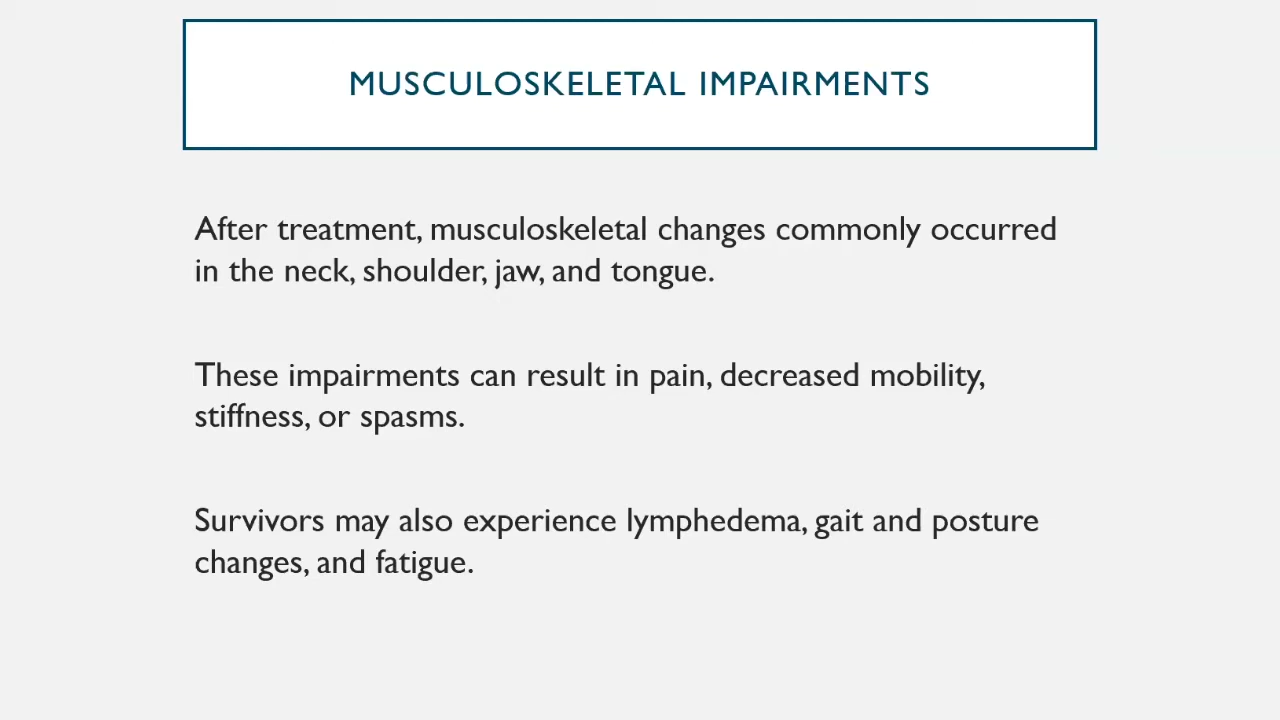 MUSCULOSKELETAL IMPAIRMENTS
After treatment, musculoskeletal changes commonly occurred
in the neck, shoulder, jaw, and tongue.
These impairments can result in pain, decreased mobility,
stiffness, or spasms.
Survivors may also experience lymphedema, gait and posture
changes, and fatigue.